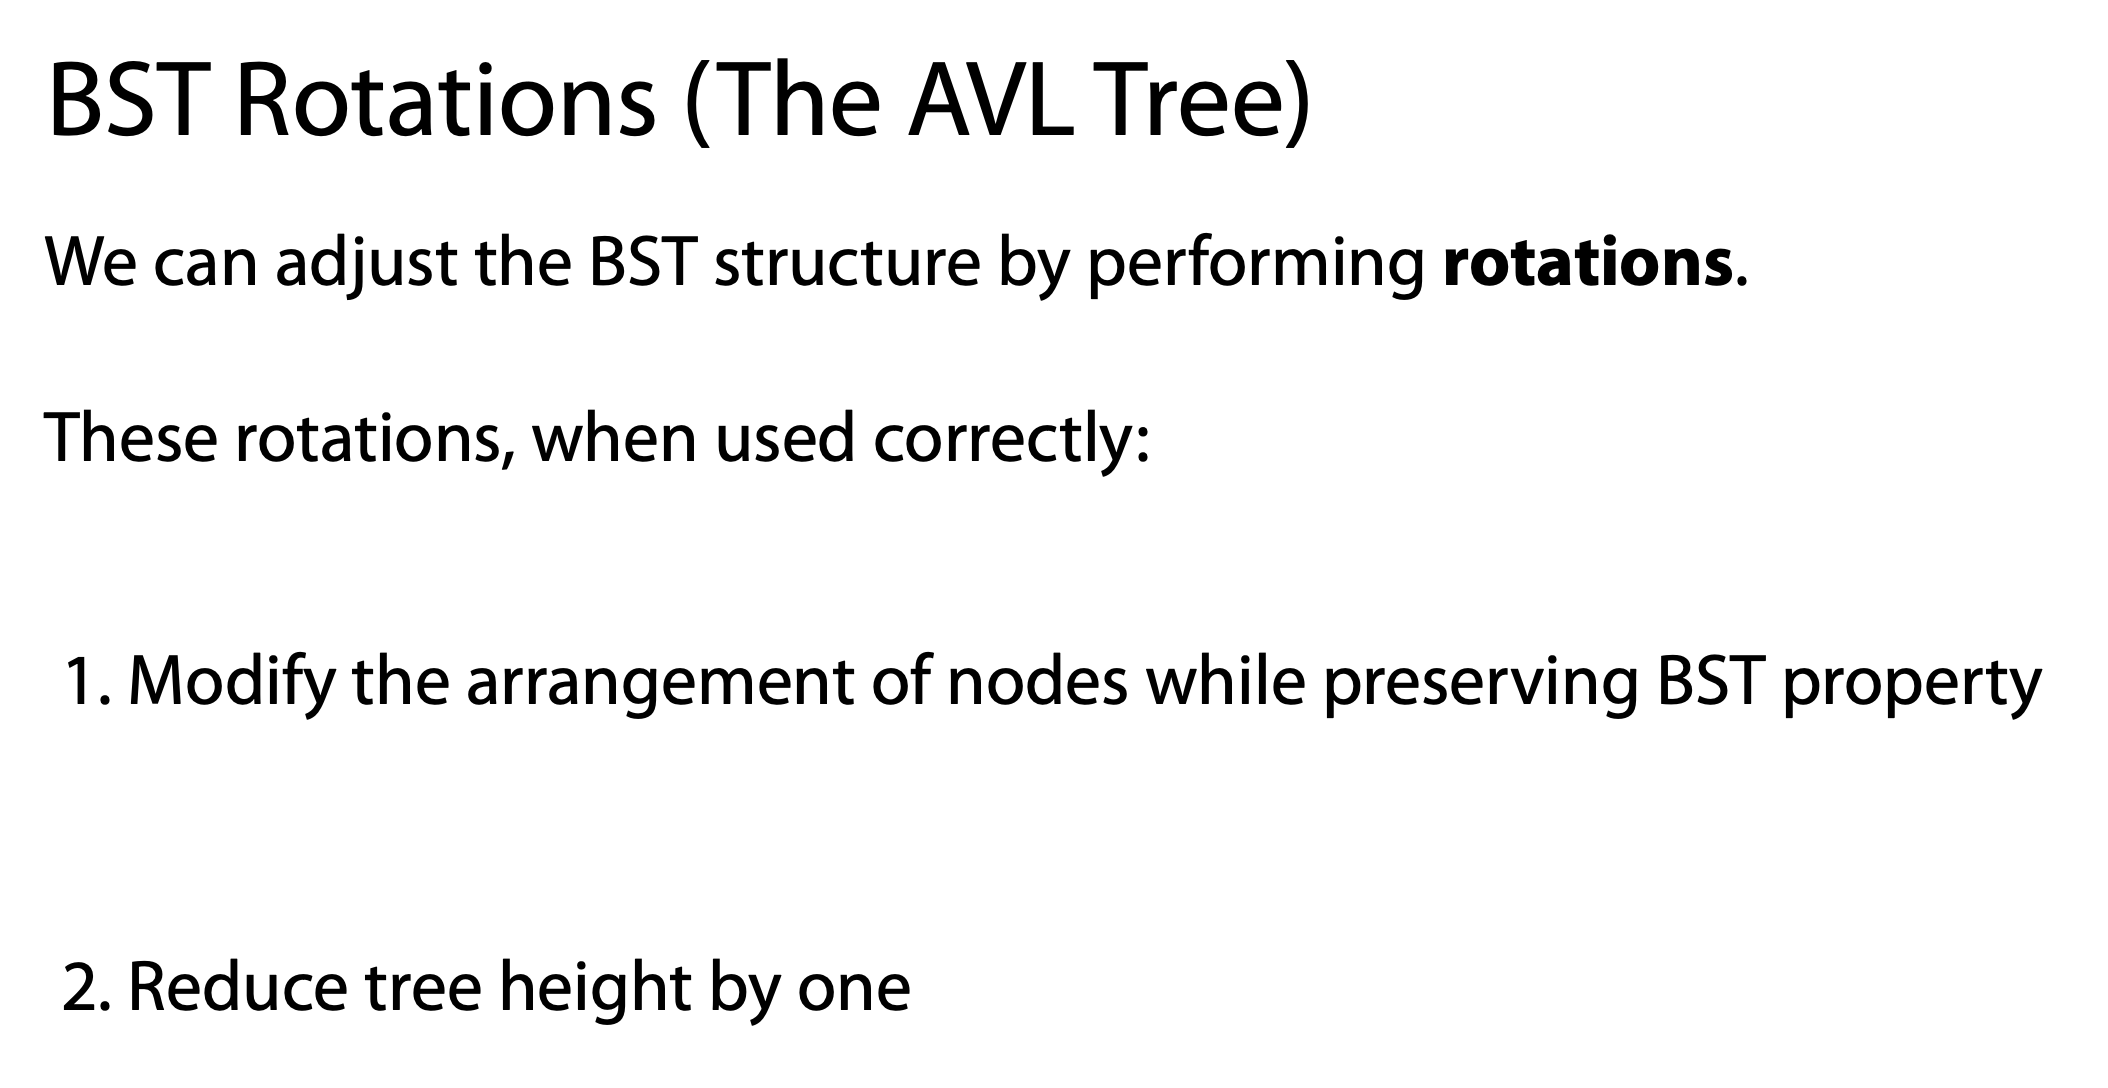 BST Rotations (The AVL Tree)
We can adjust the BST structure by performing rotations.
These rotations, when used correctly:
1. Modify the arrangement of nodes while preserving BST property
2. Reduce tree height by one